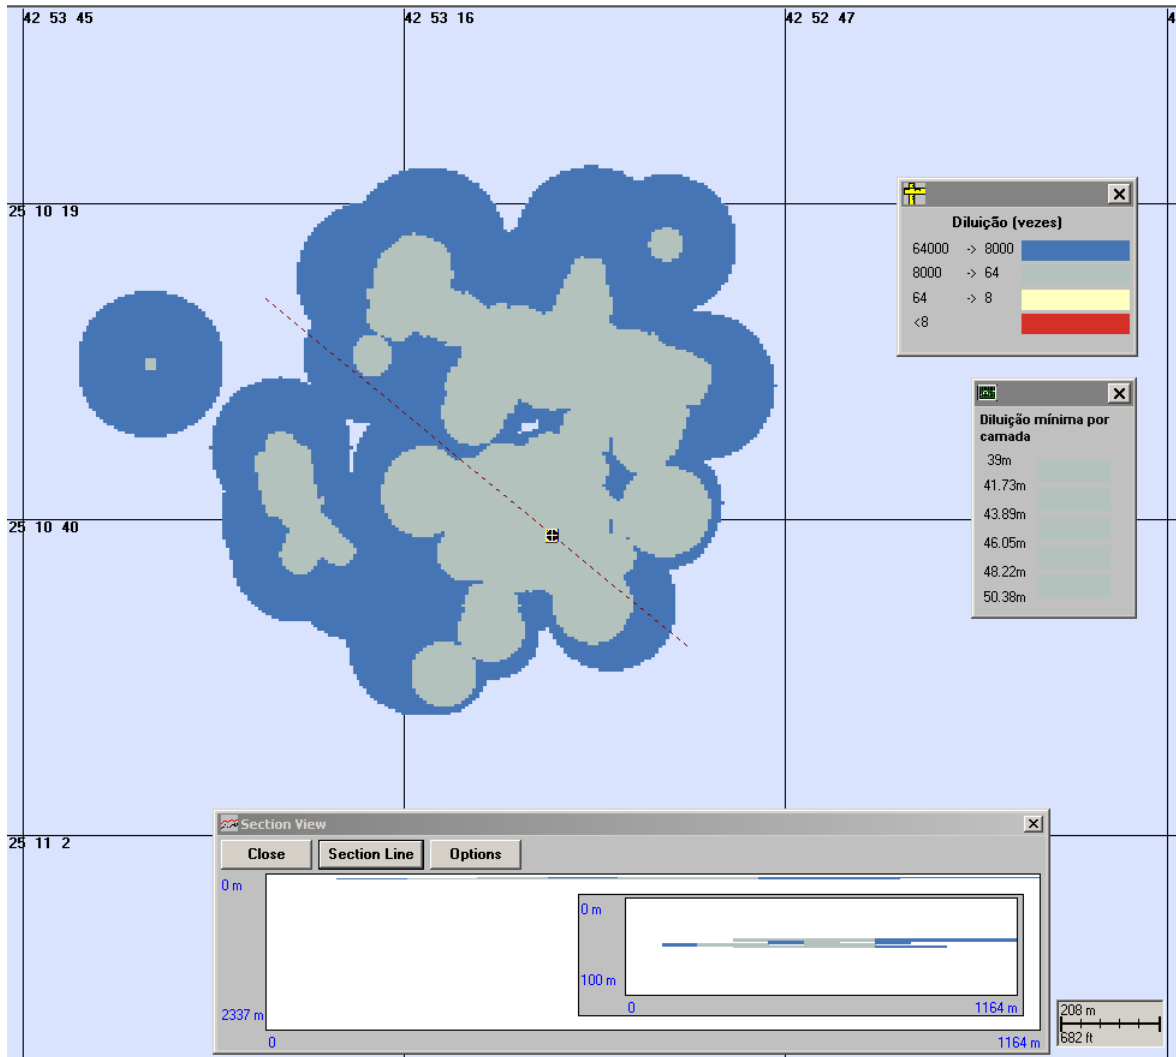 42 53 45
42 53 16
42 52 47
4
25 10 19
25 10 40
25 11 2
Diluição (vezes)
64000 -> 8000
8000 -> 64
64 -> 8
<8
Diluição mínima por
camada
39m
41.73m
43.89m
46.05m
48.22m
50.38m
Section View
Close
Section Line
Options
0 m
2337 m
0
1164 m
0 m
100 m
0
1164 m
208 m
682 ft